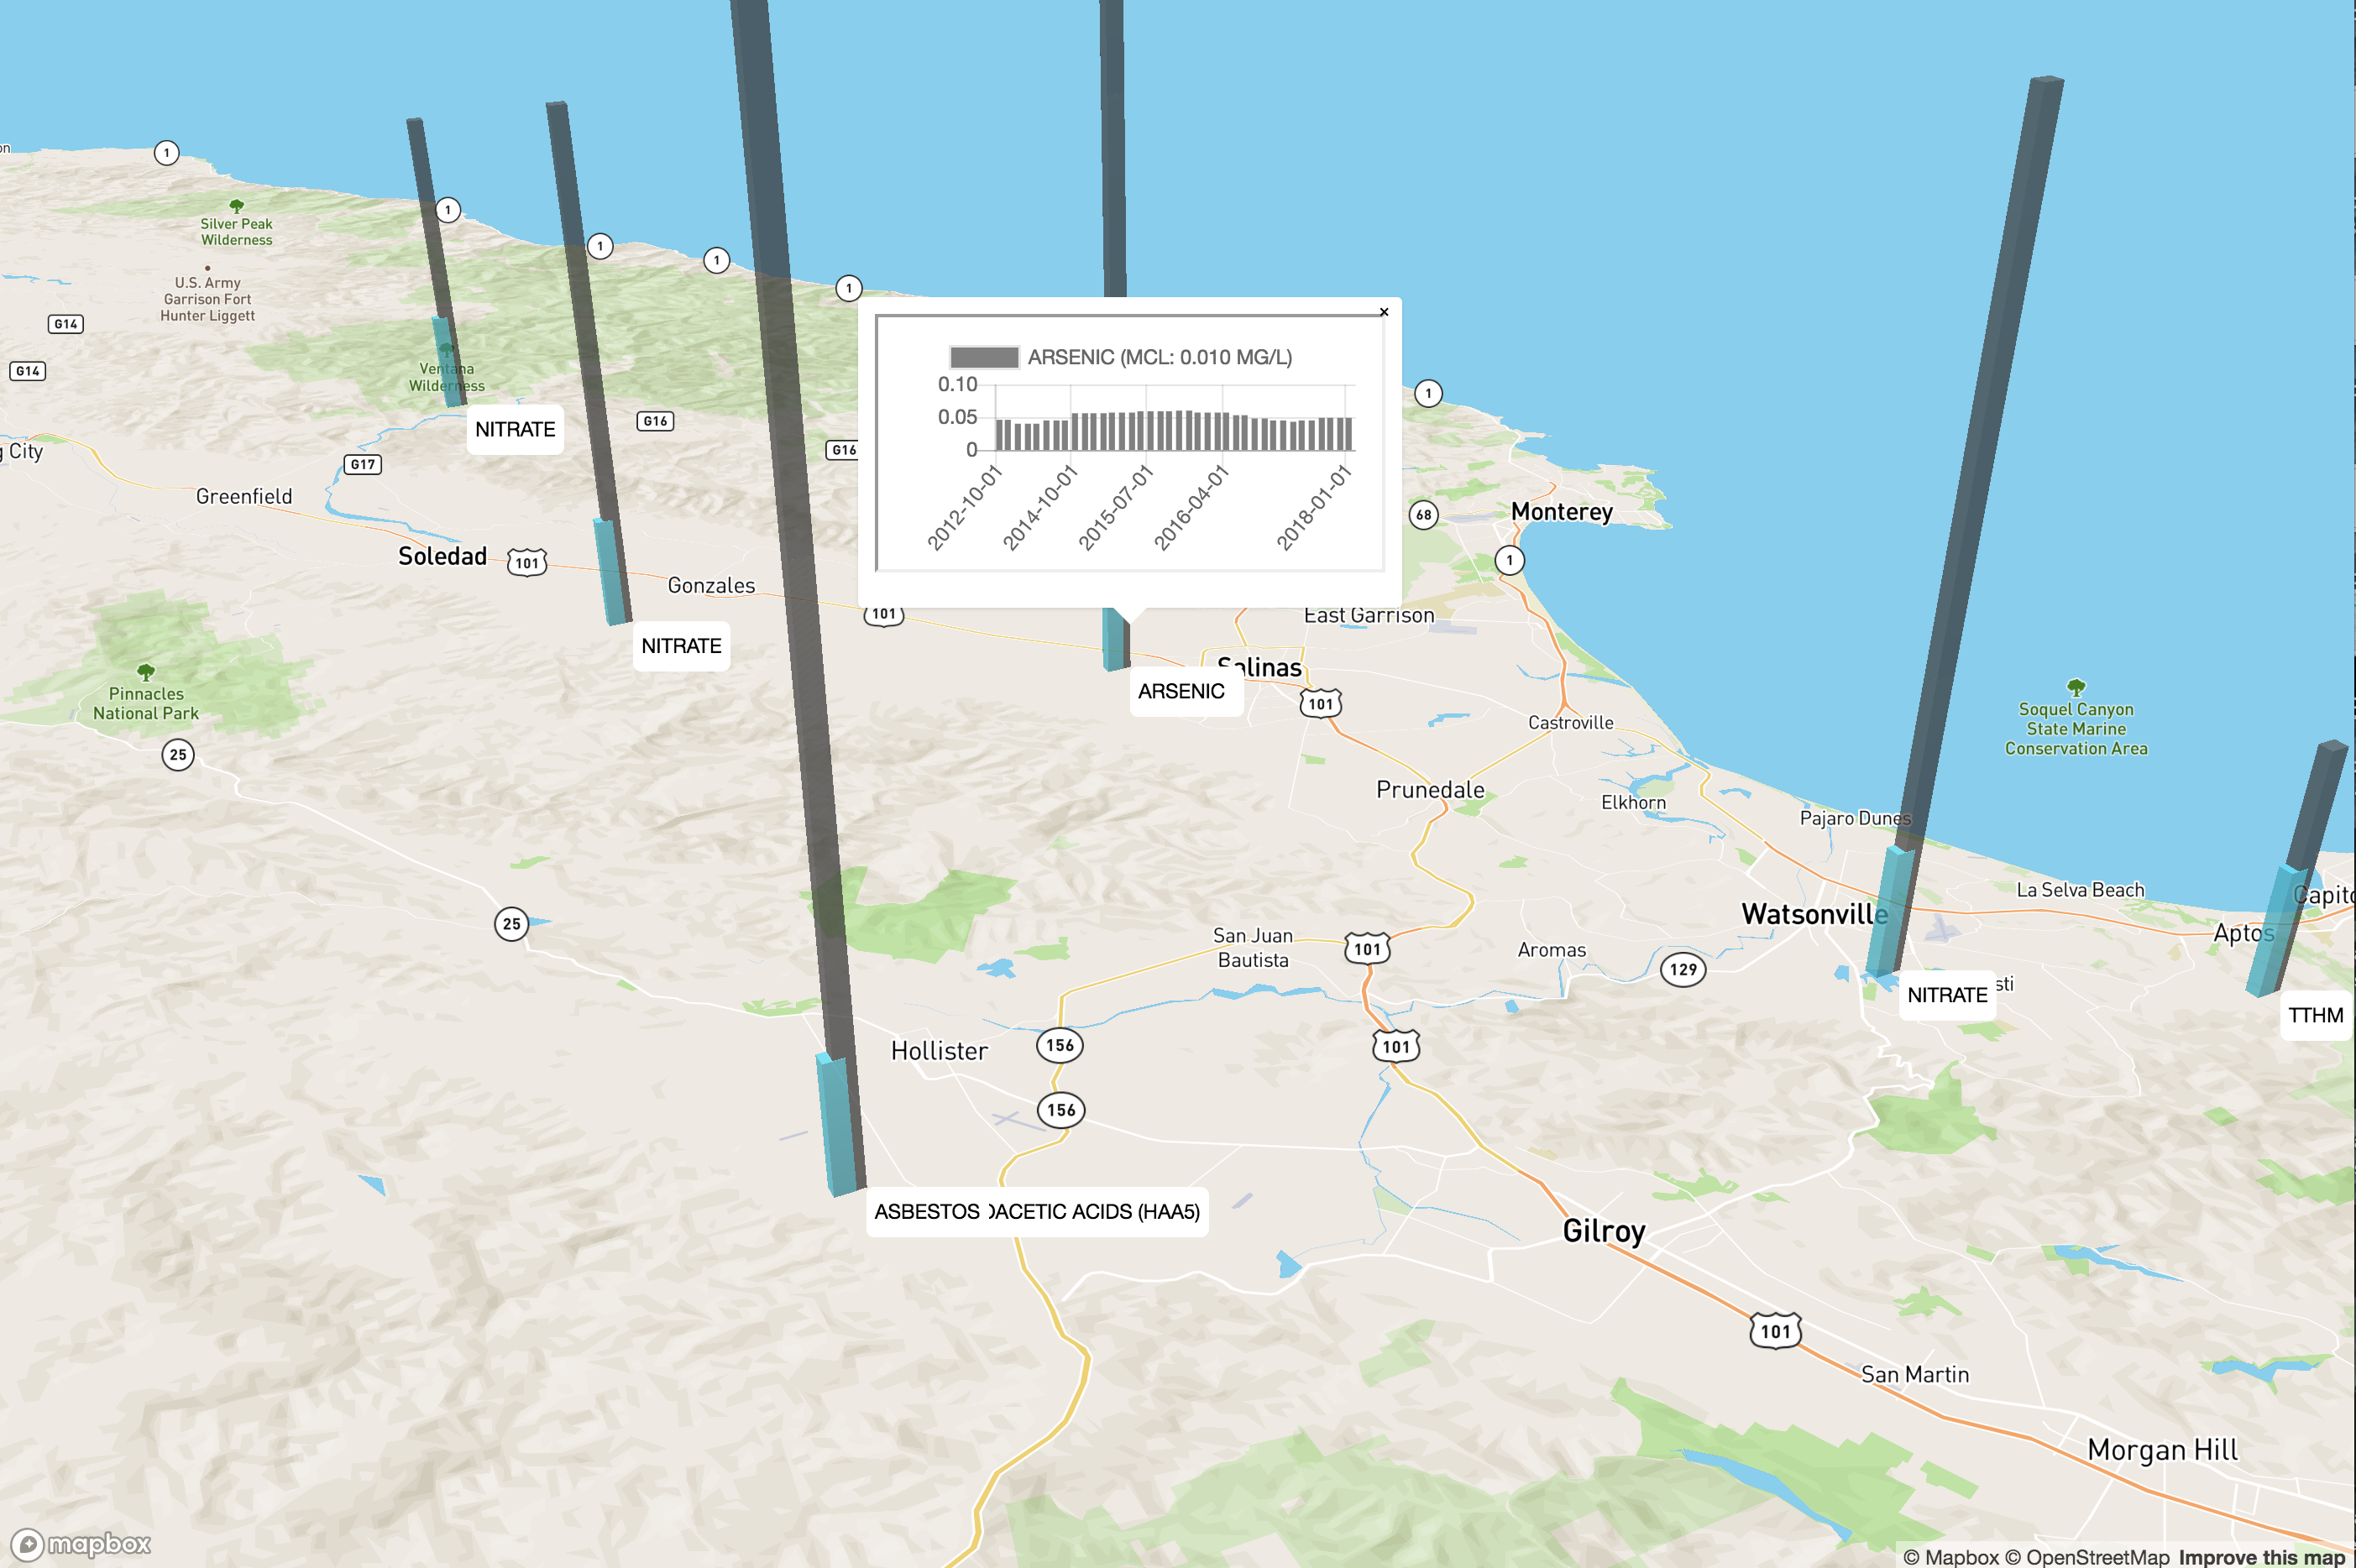 1
Silver Peak
Wilderness
1
U.S. Army
Garrison Fort
Hunter Liggett
1
1
1
G14
G14
×
ARSENIC (MCL: 0.010 MG/L)
0.10
0.05
0
2012-10-01
2014-10-01
2015-07-01
2016-04-01
2018-01-01
Ventana
Wilderness
NITRATE
G16
G16
1
City
G17
Greenfield
68
Monterey
Soledad
101
Gonzales
1
101
East Garrison
NITRATE
Salinas
ARSENIC
101
Pinnacles
National Park
25
Soquel Canyon
State Marine
Conservation Area
Castroville
Prunedale
Elkhorn
Pajaro Dunes
La Selva Beach
Capito
Watsonville
Aptos
25
San Juan
Bautista
101
Aromas
129
NITRATE
sti
TTHM
Hollister
156
101
156
ASBESTOS
ACETIC ACIDS (HAA5)
Gilroy
101
San Martin
Morgan Hill
mapbox
© Mapbox © OpenStreetMap Improve this map